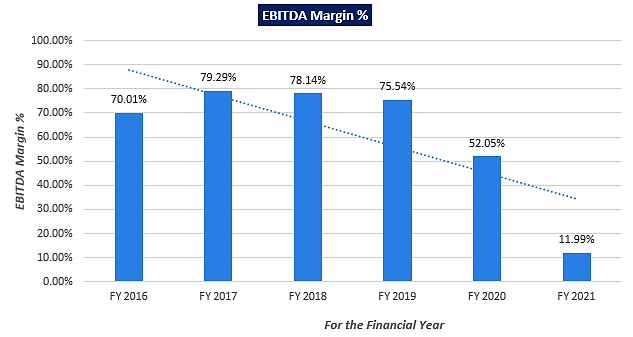 EBITDA Margin %
100.00%
90.00%
80.00%
70.00%
60.00%
50.00%
40.00%
30.00%
20.00%
10.00%
0.00%
EBITDA Margin %
70.01%
79.29%
78.14%
75.54%
52.05%
11.99%
FY 2016
FY 2017
FY 2018
FY 2019
FY 2020
FY 2021
For the Financial Year